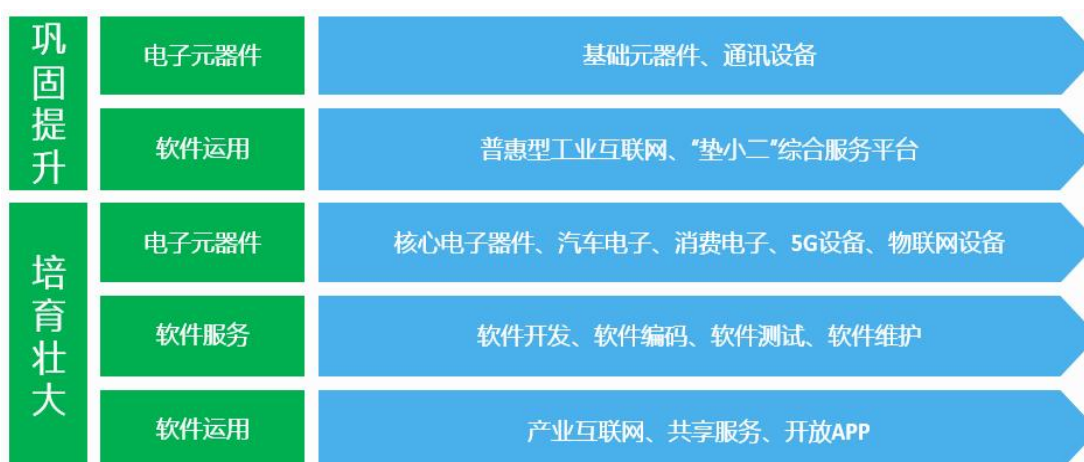 巩固提升
电子元器件
基础元器件、通讯设备
软件运用
普惠型工业互联网、“垫小二”综合服务平台
培育壮大
电子元器件
核心电子器件、汽车电子、消费电子、5G设备、物联网设备
软件服务
软件开发、软件编码、软件测试、软件维护
软件运用
产业互联网、共享服务、开放APP